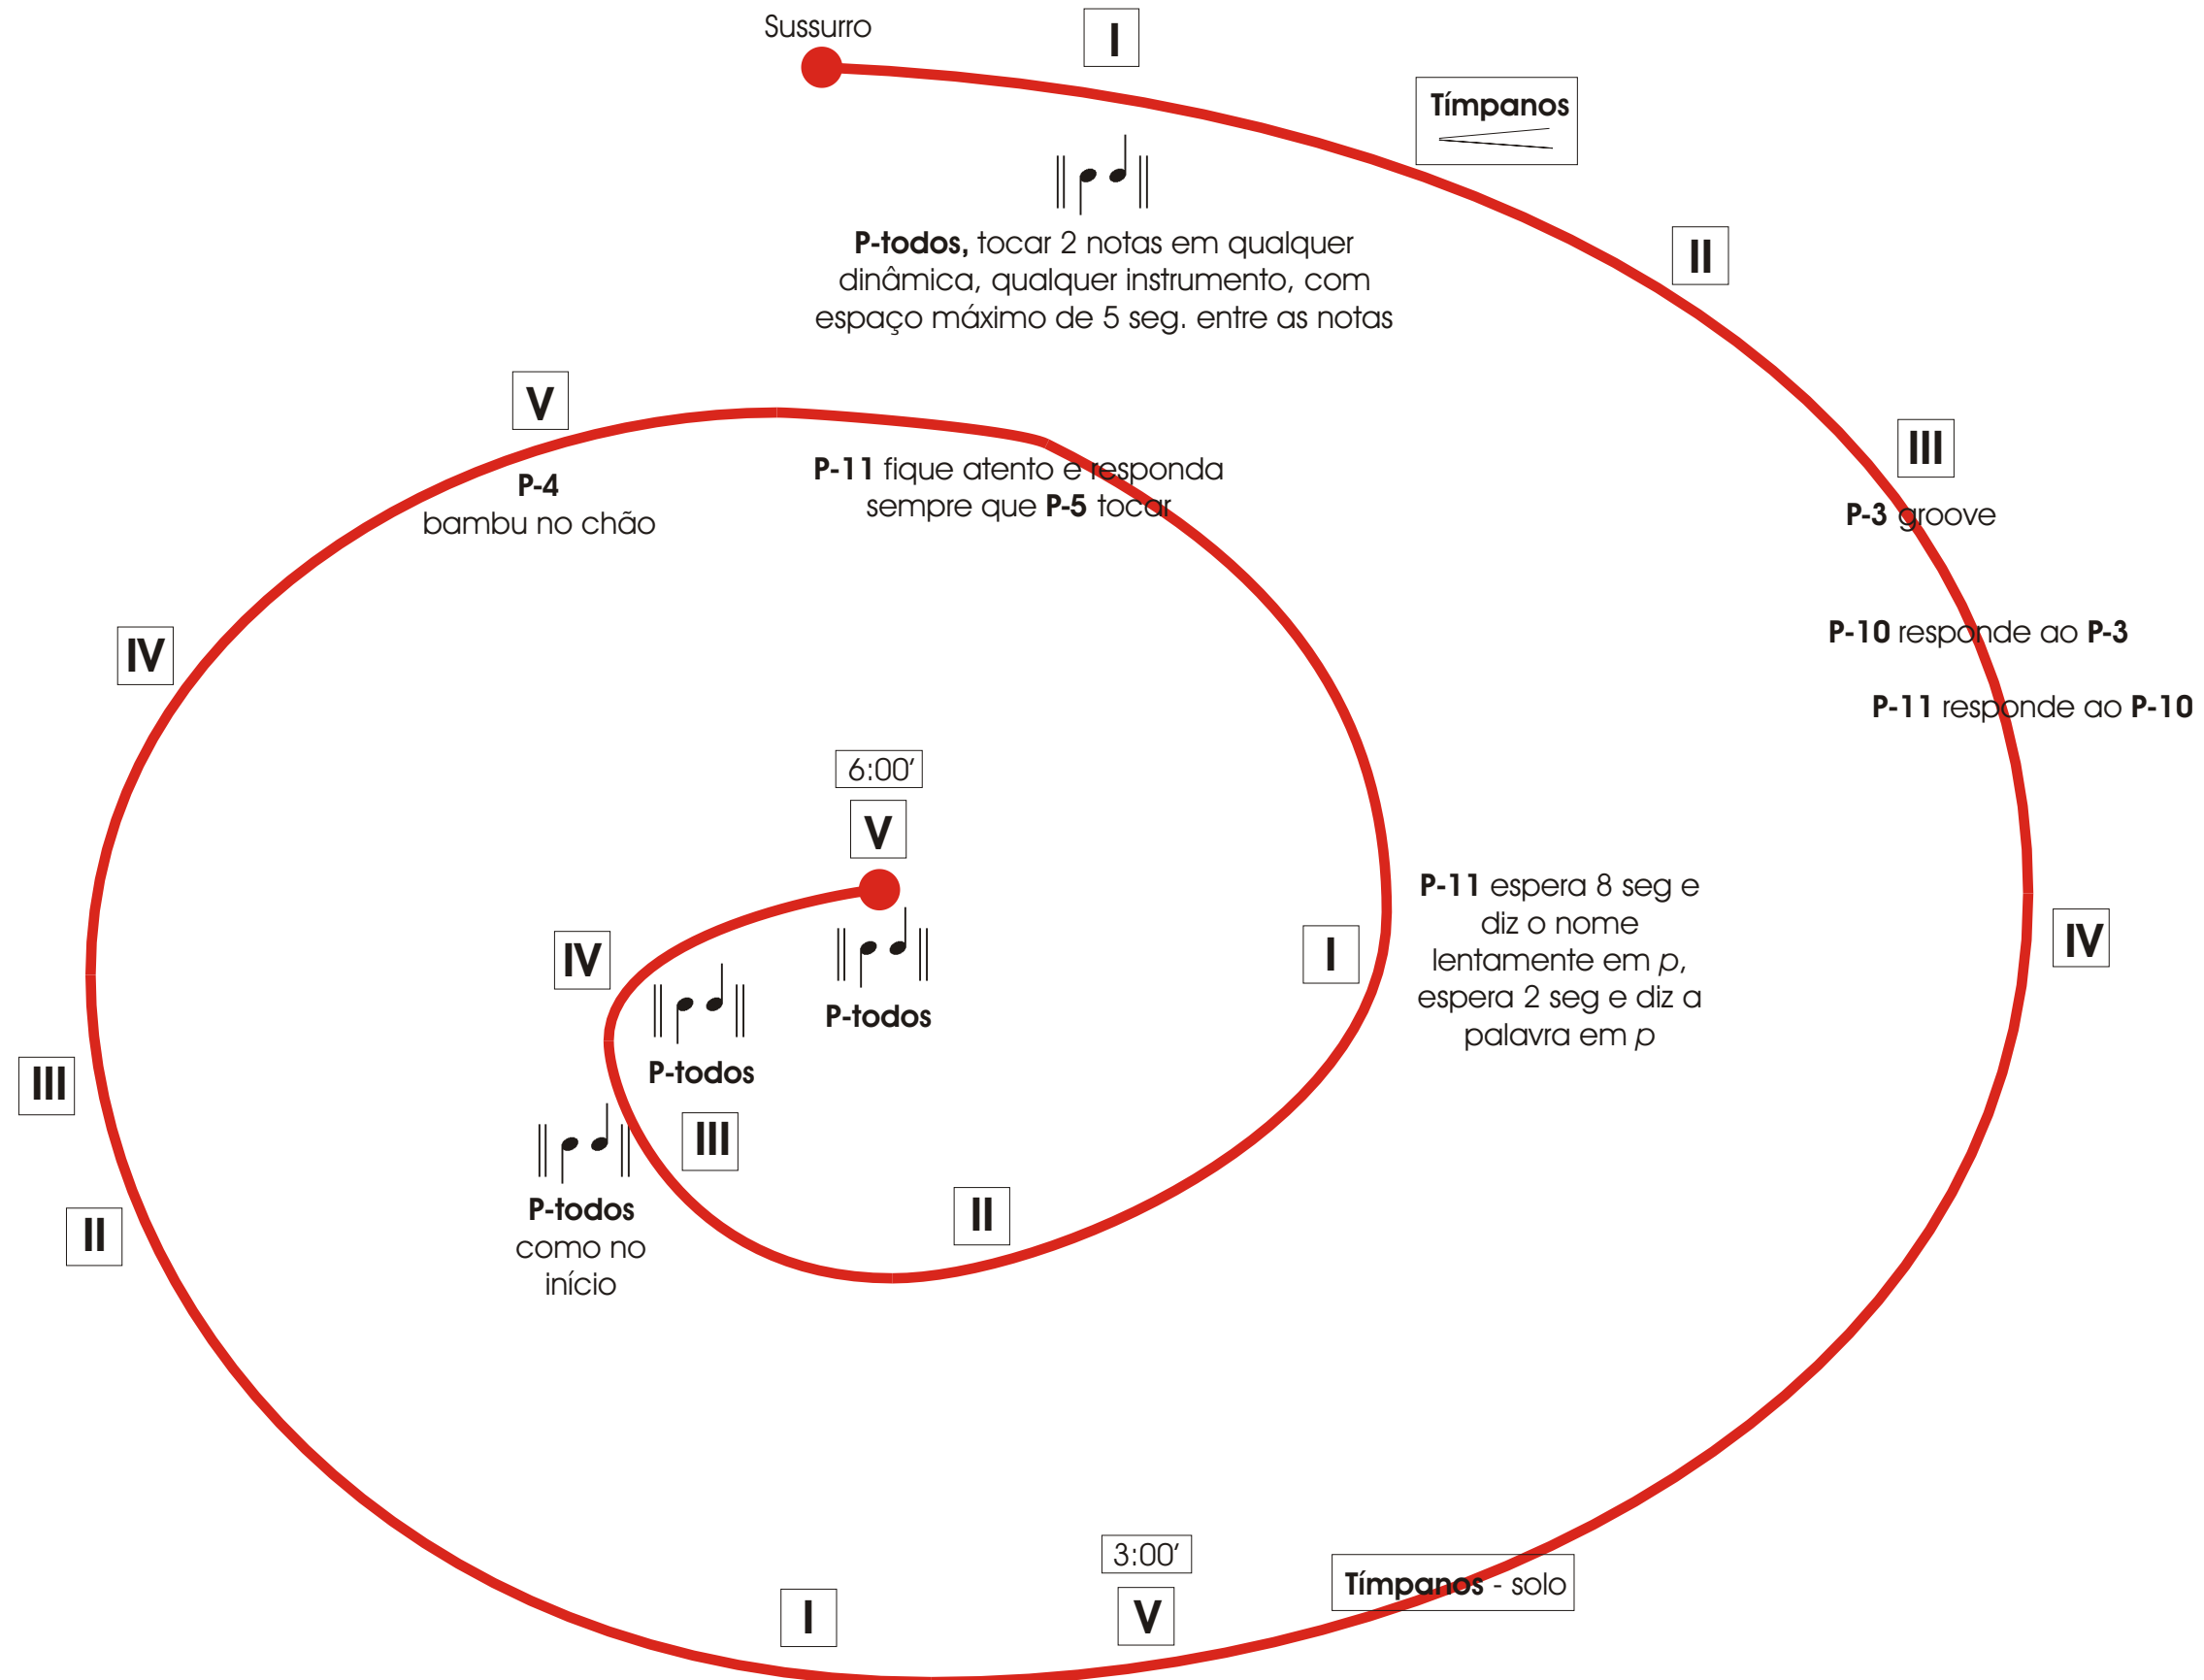 Sussurro
I
Tímpanos
P-todos, tocar 2 notas em qualquer
dinâmica, qualquer instrumento, com
espaço máximo de 5 seg. entre as notas
II
III
P-3 groove
P-10 responde ao P-3
P-11 responde ao P-10
IV
Tímpanos - solo
3:00’
V
I
II
III
IV
V
P-4
bambu no chão
P-11 fique atento e responda
sempre que P-5 tocar
I
P-11 espera 8 seg e
diz o nome
lentamente em p,
espera 2 seg e diz a
palavra em p
II
III
P-todos
como no
início
IV
P-todos
6:00’
V
P-todos